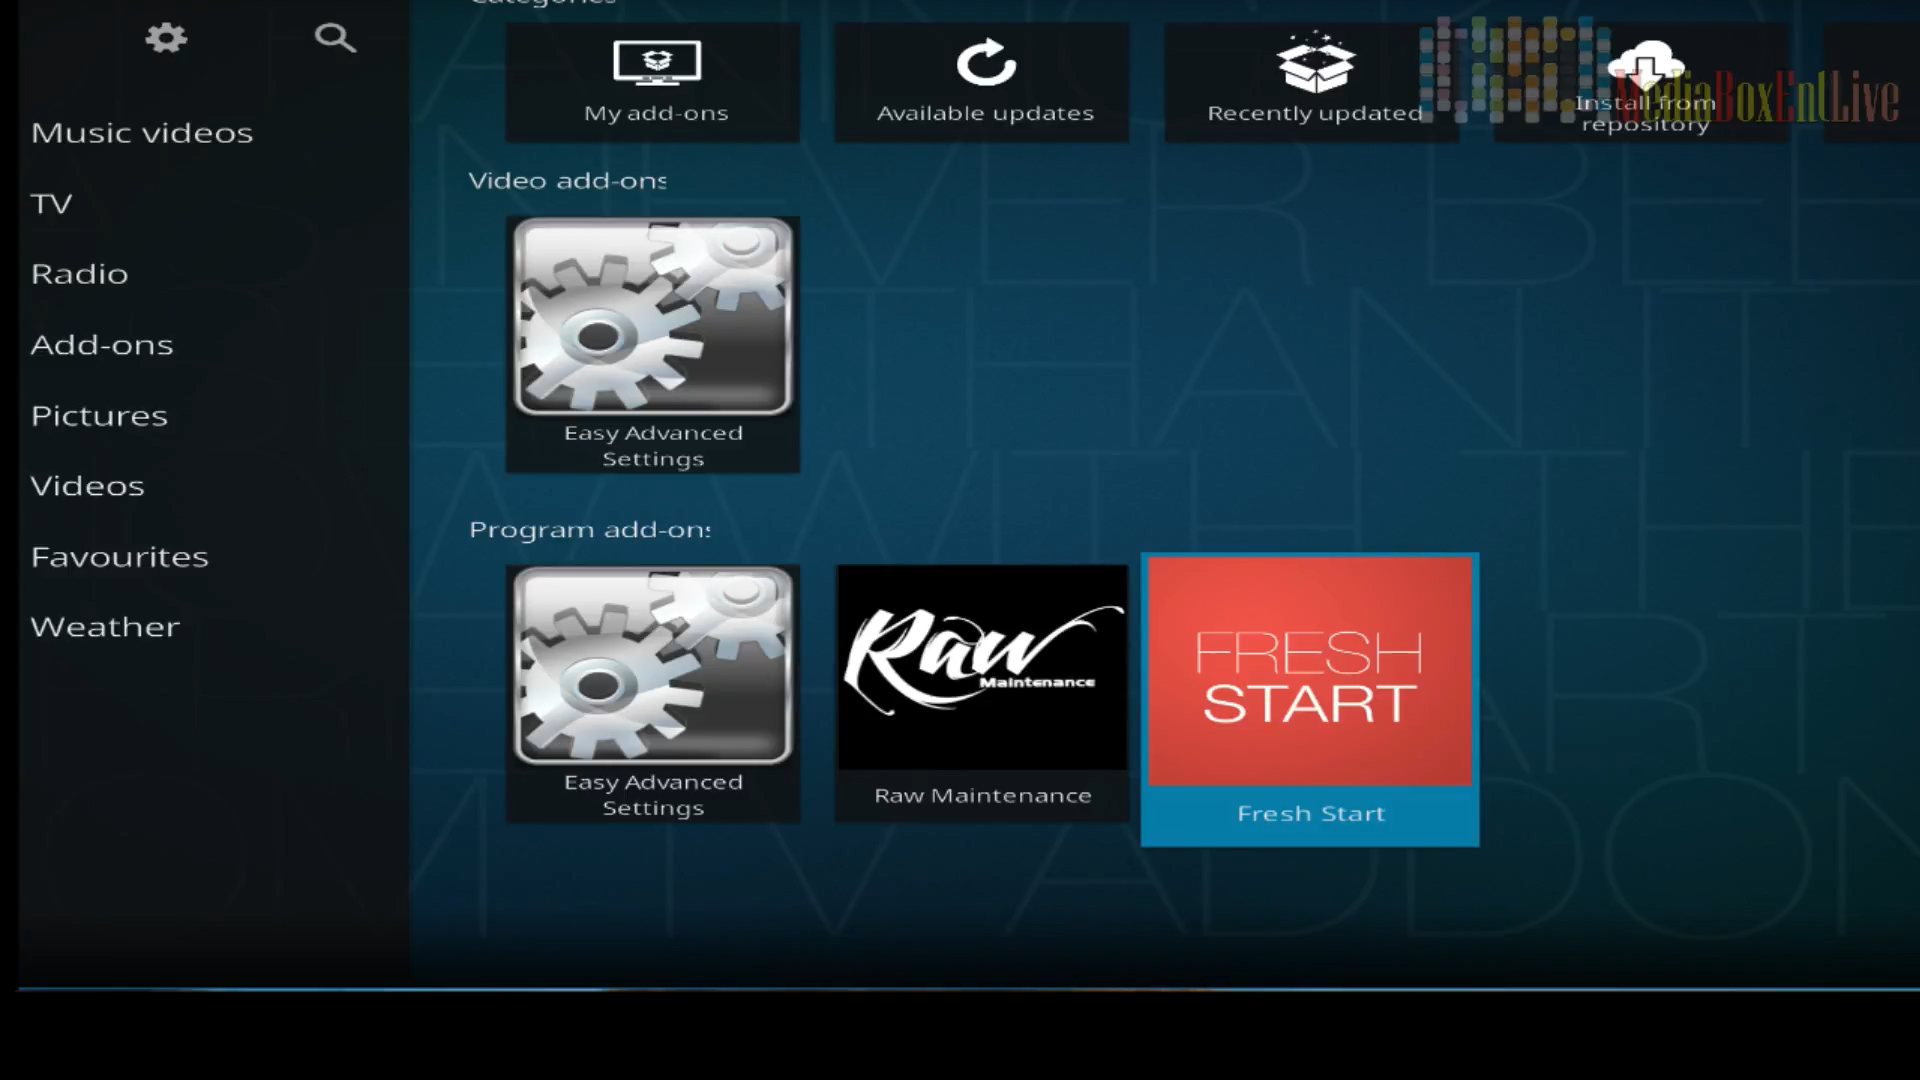 Categories
My add-ons
Available updates
Recently updated
Install from
repository
MediaBoxEntLive
Music videos
TV
Radio
Add-ons
Pictures
Videos
Favourites
Weather
Video add-ons
Easy Advanced
Settings
Program add-ons
Easy Advanced
Settings
Raw
Maintenance
Raw Maintenance
FRESH
START
Fresh Start